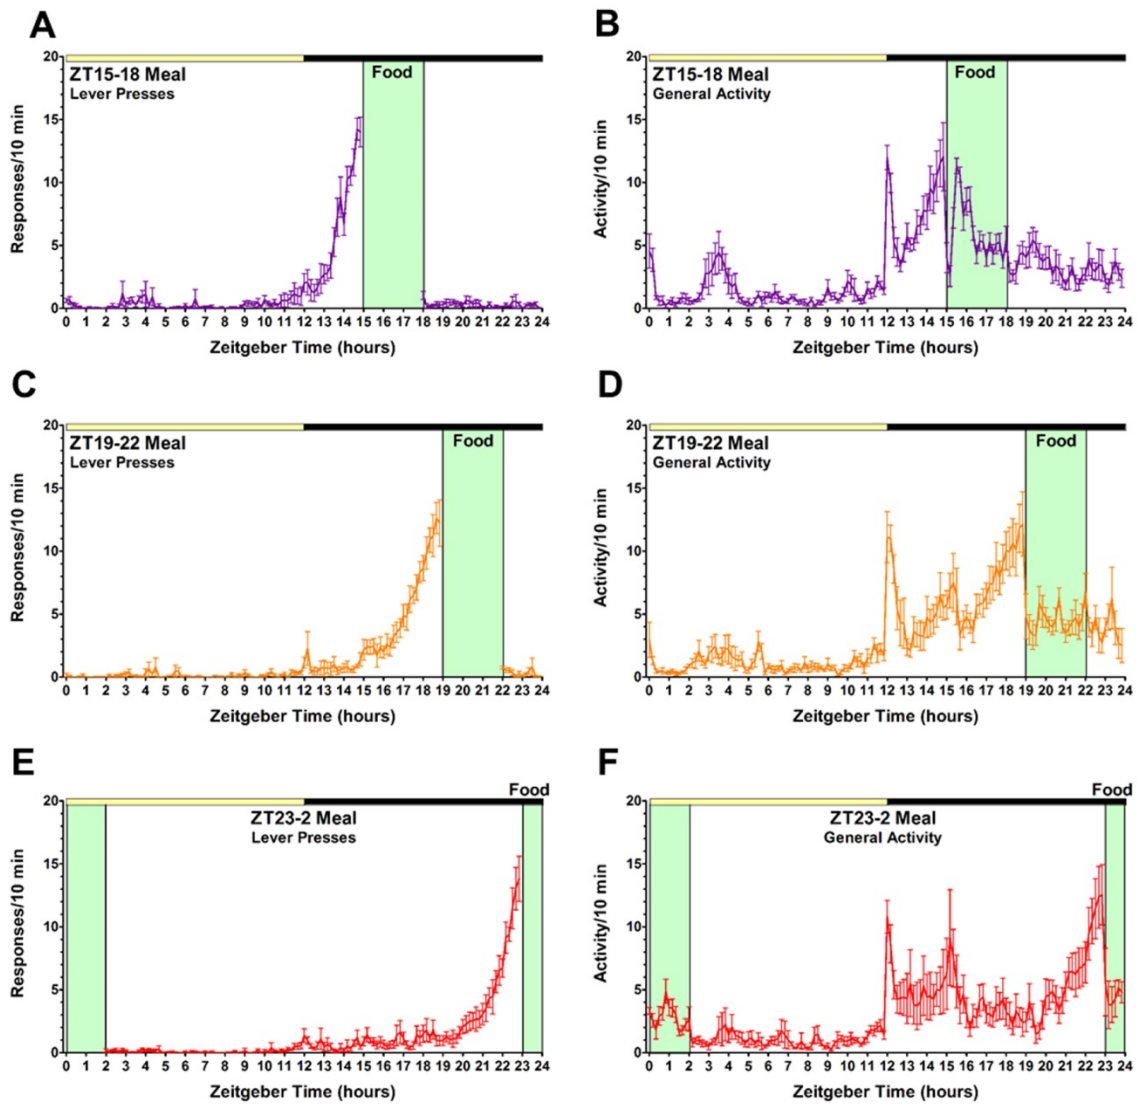 A
20
15
10
5
0
Responses/10 min
ZT15-18 Meal
Lever Presses
Food
0 1 2 3 4 5 6 7 8 9 10 11 12 13 14 15 16 17 18 19 20 21 22 23 24
Zeitgeber Time (hours)
B
20
15
10
5
0
Activity/10 min
ZT15-18 Meal
General Activity
Food
0 1 2 3 4 5 6 7 8 9 10 11 12 13 14 15 16 17 18 19 20 21 22 23 24
Zeitgeber Time (hours)
C
20
15
10
5
0
Responses/10 min
ZT19-22 Meal
Lever Presses
Food
0 1 2 3 4 5 6 7 8 9 10 11 12 13 14 15 16 17 18 19 20 21 22 23 24
Zeitgeber Time (hours)
D
20
15
10
5
0
Activity/10 min
ZT19-22 Meal
General Activity
Food
0 1 2 3 4 5 6 7 8 9 10 11 12 13 14 15 16 17 18 19 20 21 22 23 24
Zeitgeber Time (hours)
E
Food
20
15
10
5
0
Responses/10 min
ZT23-2 Meal
Lever Presses
0 1 2 3 4 5 6 7 8 9 10 11 12 13 14 15 16 17 18 19 20 21 22 23 24
Zeitgeber Time (hours)
F
Food
20
15
10
5
0
Activity/10 min
ZT23-2 Meal
General Activity
0 1 2 3 4 5 6 7 8 9 10 11 12 13 14 15 16 17 18 19 20 21 22 23 24
Zeitgeber Time (hours)